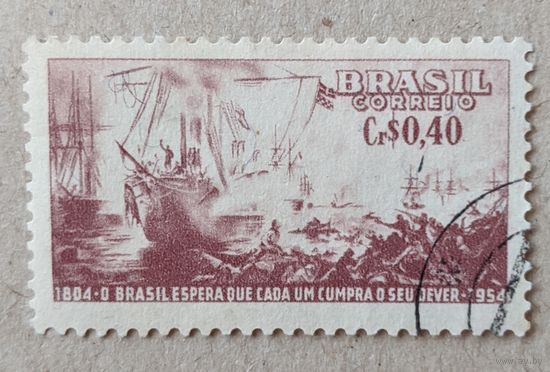 BRASIL
CORREIO
Cr$0,40
1804 · O BRASIL ESPERA QUE CADA UM CUMPRA O SEU DEVER · 1954